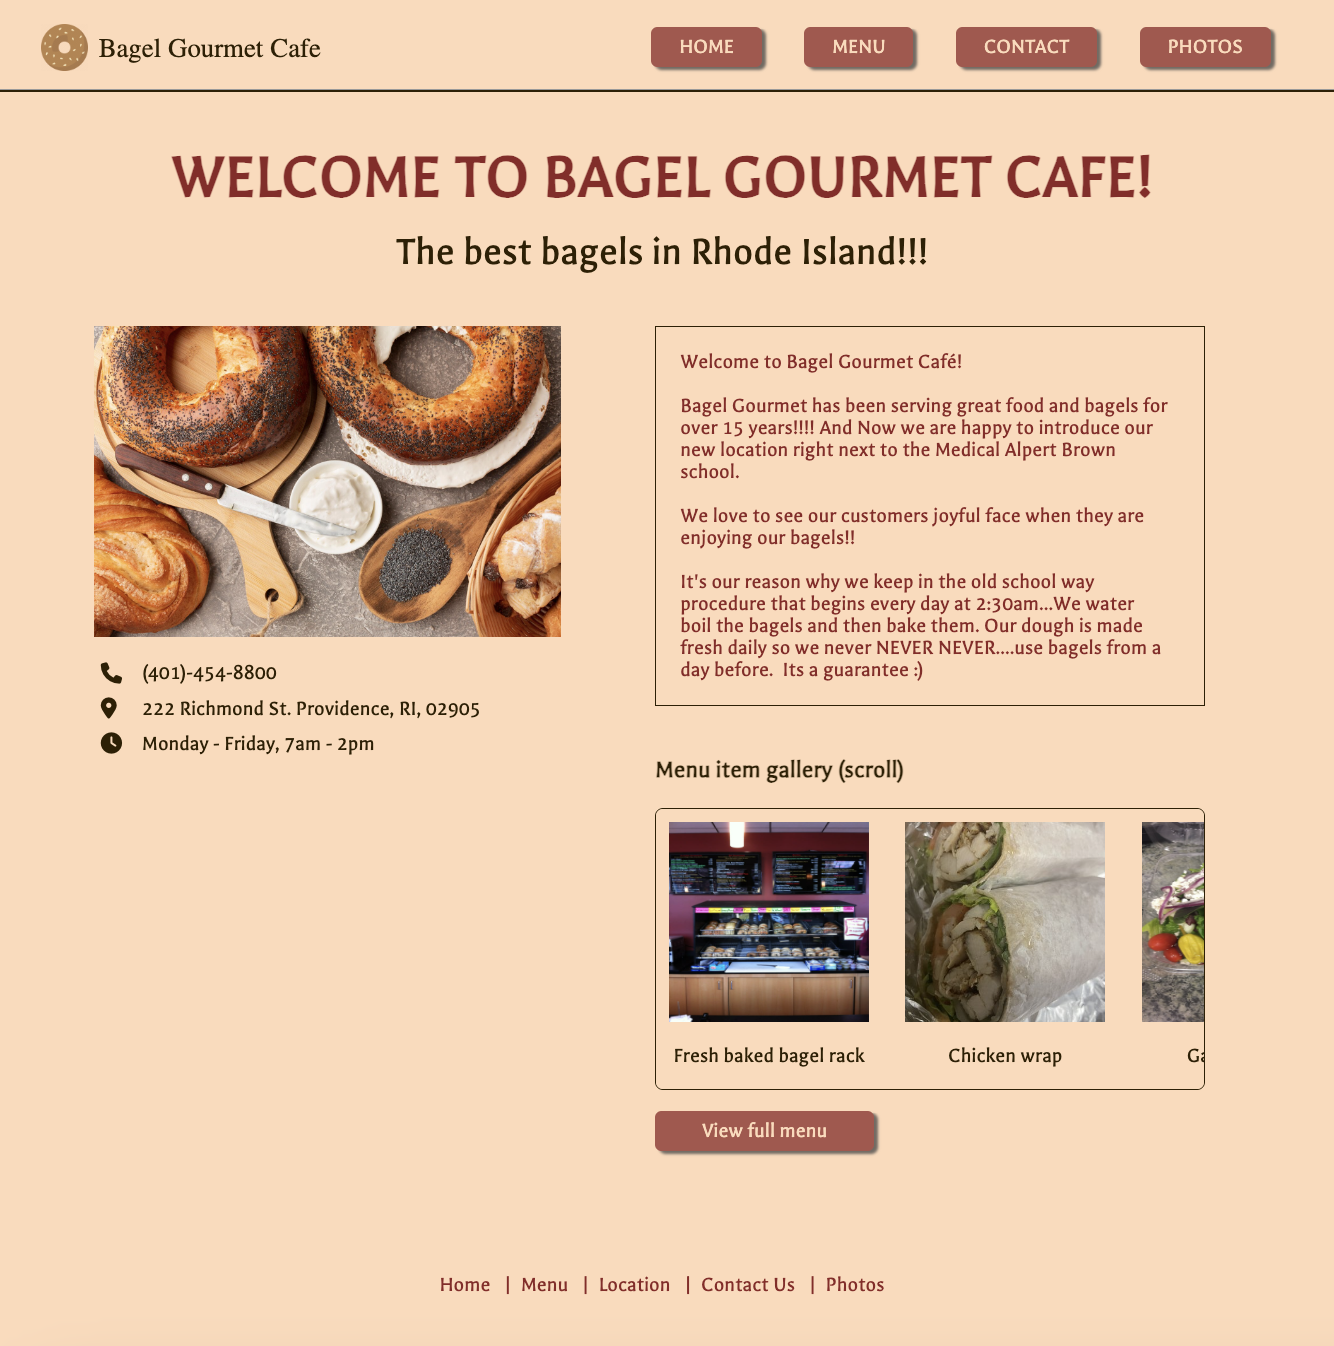 Bagel Gourmet Cafe
HOME
MENU
CONTACT
PHOTOS
WELCOME TO BAGEL GOURMET CAFE!
The best bagels in Rhode Island!!!
(401)-454-8800
222 Richmond St. Providence, RI, 02905
Monday - Friday, 7am - 2pm
Welcome to Bagel Gourmet Café!
Bagel Gourmet has been serving great food and bagels for
over 15 years!!!! And Now we are happy to introduce our
new location right next to the Medical Alpert Brown
school.
We love to see our customers joyful face when they are
enjoying our bagels!!
It's our reason why we keep in the old school way
procedure that begins every day at 2:30am...We water
boil the bagels and then bake them. Our dough is made
fresh daily so we never NEVER NEVER....use bagels from a
day before.  Its a guarantee :)
Menu item gallery (scroll)
Fresh baked bagel rack
Chicken wrap
View full menu
Home | Menu | Location | Contact Us | Photos